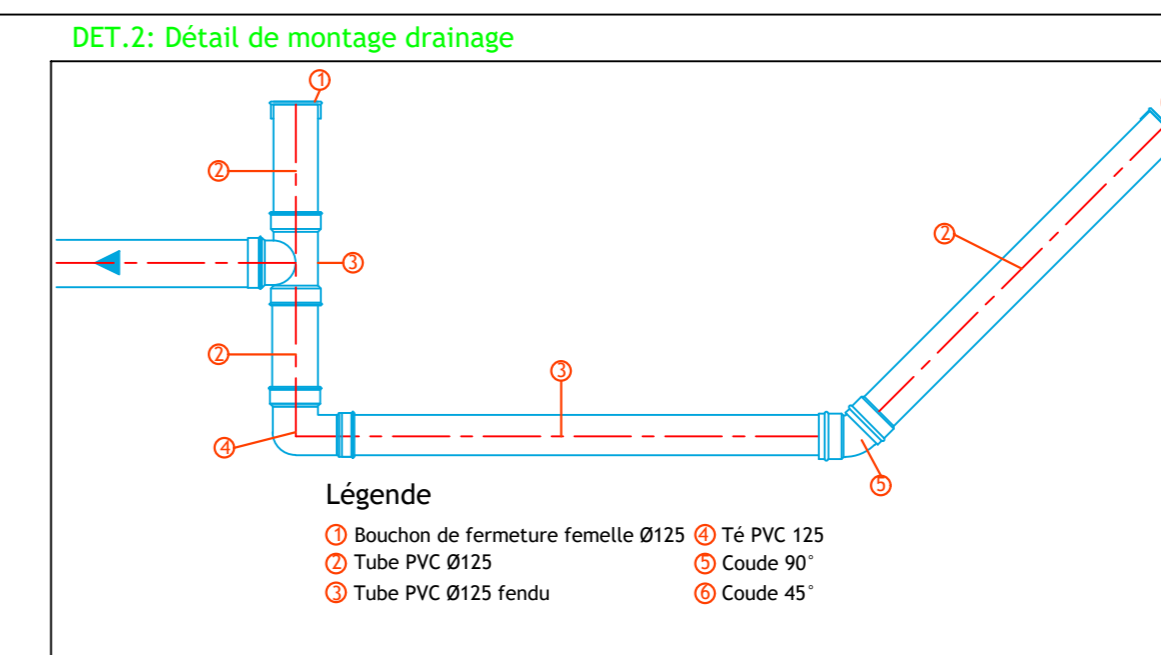 DET.2: Détail de montage drainage
1
2
2
3
2
3
4
5
Légende
1 Bouchon de fermeture femelle Ø125
4 Té PVC 125
2 Tube PVC Ø125
5 Coude 90°
3 Tube PVC Ø125 fendu
6 Coude 45°